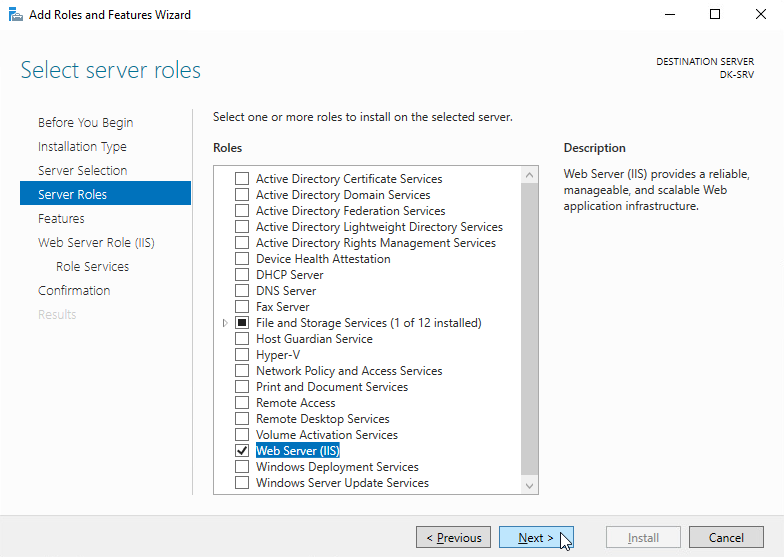 Add Roles and Features Wizard
Select server roles
DESTINATION SERVER
DK-SRV
Before You Begin
Installation Type
Server Selection
Server Roles
Features
Web Server Role (IIS)
Role Services
Confirmation
Results
Select one or more roles to install on the selected server.
Roles
Active Directory Certificate Services
Active Directory Domain Services
Active Directory Federation Services
Active Directory Lightweight Directory Services
Active Directory Rights Management Services
Device Health Attestation
DHCP Server
DNS Server
Fax Server
File and Storage Services (1 of 12 installed)
Host Guardian Service
Hyper-V
Network Policy and Access Services
Print and Document Services
Remote Access
Remote Desktop Services
Volume Activation Services
Web Server (IIS)
Windows Deployment Services
Windows Server Update Services
Description
Web Server (IIS) provides a reliable,
manageable, and scalable Web
application infrastructure.
< Previous
Next >
Install
Cancel